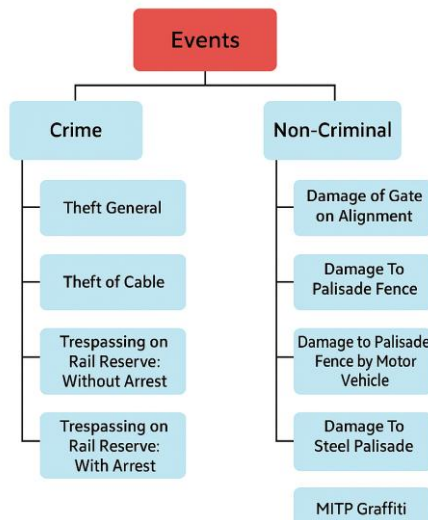 Events
Crime
Theft General
Theft of Cable
Trespassing on
Rail Reserve:
Without Arrest
Trespassing on
Rail Reserve:
With Arrest
Non-Criminal
Damage of Gate
on Alignment
Damage To
Palisade Fence
Damage to Palisade
Fence by Motor
Vehicle
Damage To
Steel Palisade
MITP Graffiti